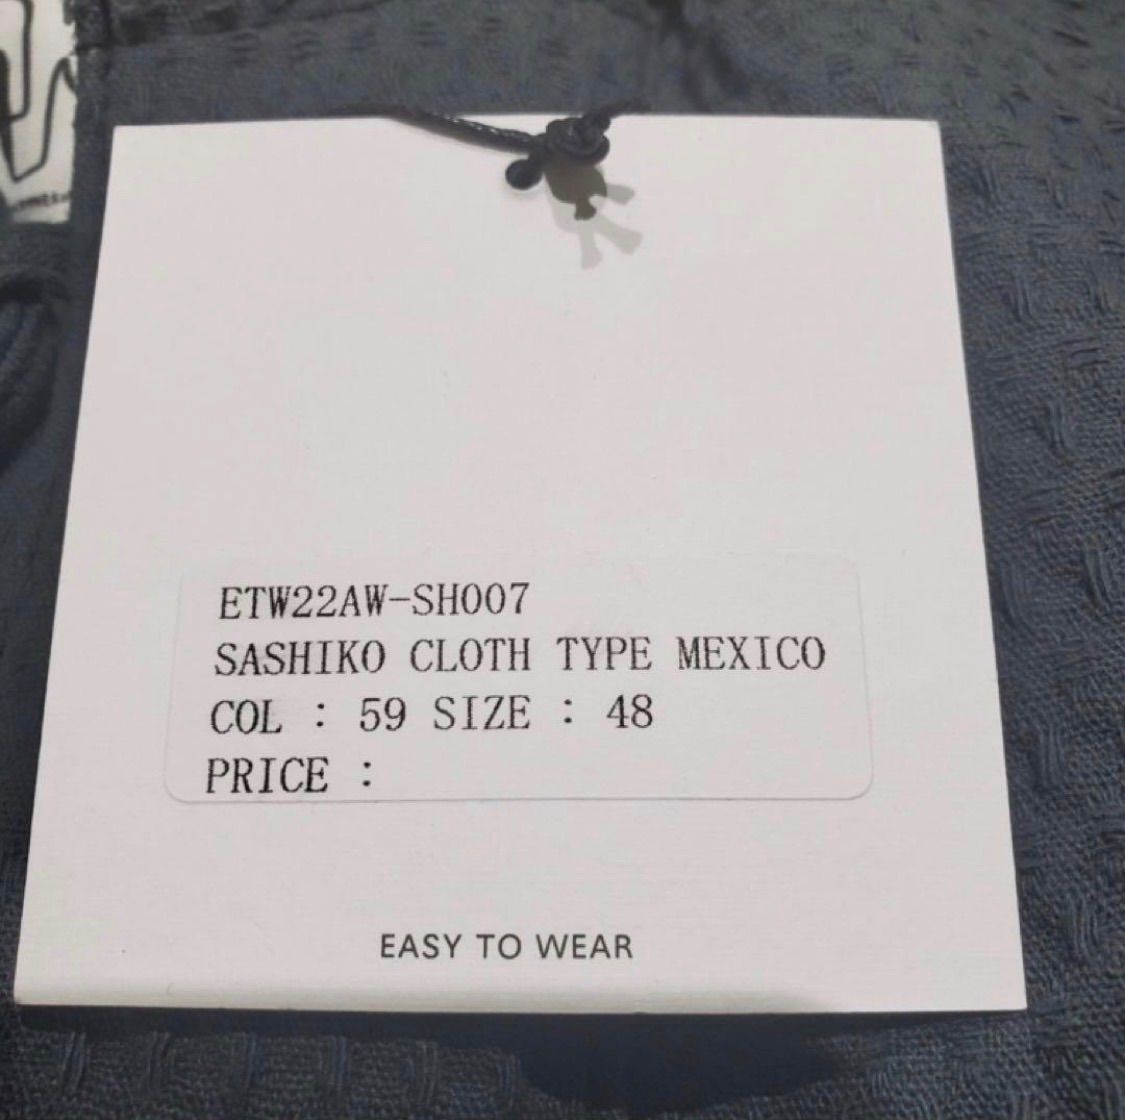 ETW22AW-SH007
SASHIKO CLOTH TYPE MEXICO
COL : 59 SIZE : 48
PRICE :
EASY TO WEAR